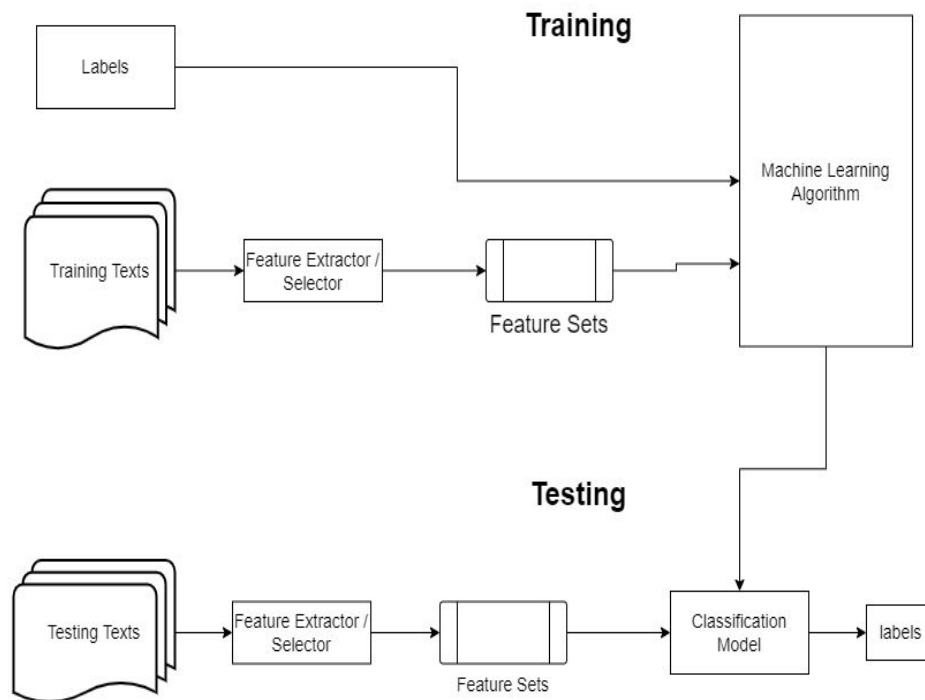 Training
Labels
Machine Learning
Algorithm
Training Texts
Feature Extractor /
Selector
Feature Sets
Testing
Testing Texts
Feature Extractor /
Selector
Feature Sets
Classification
Model
labels